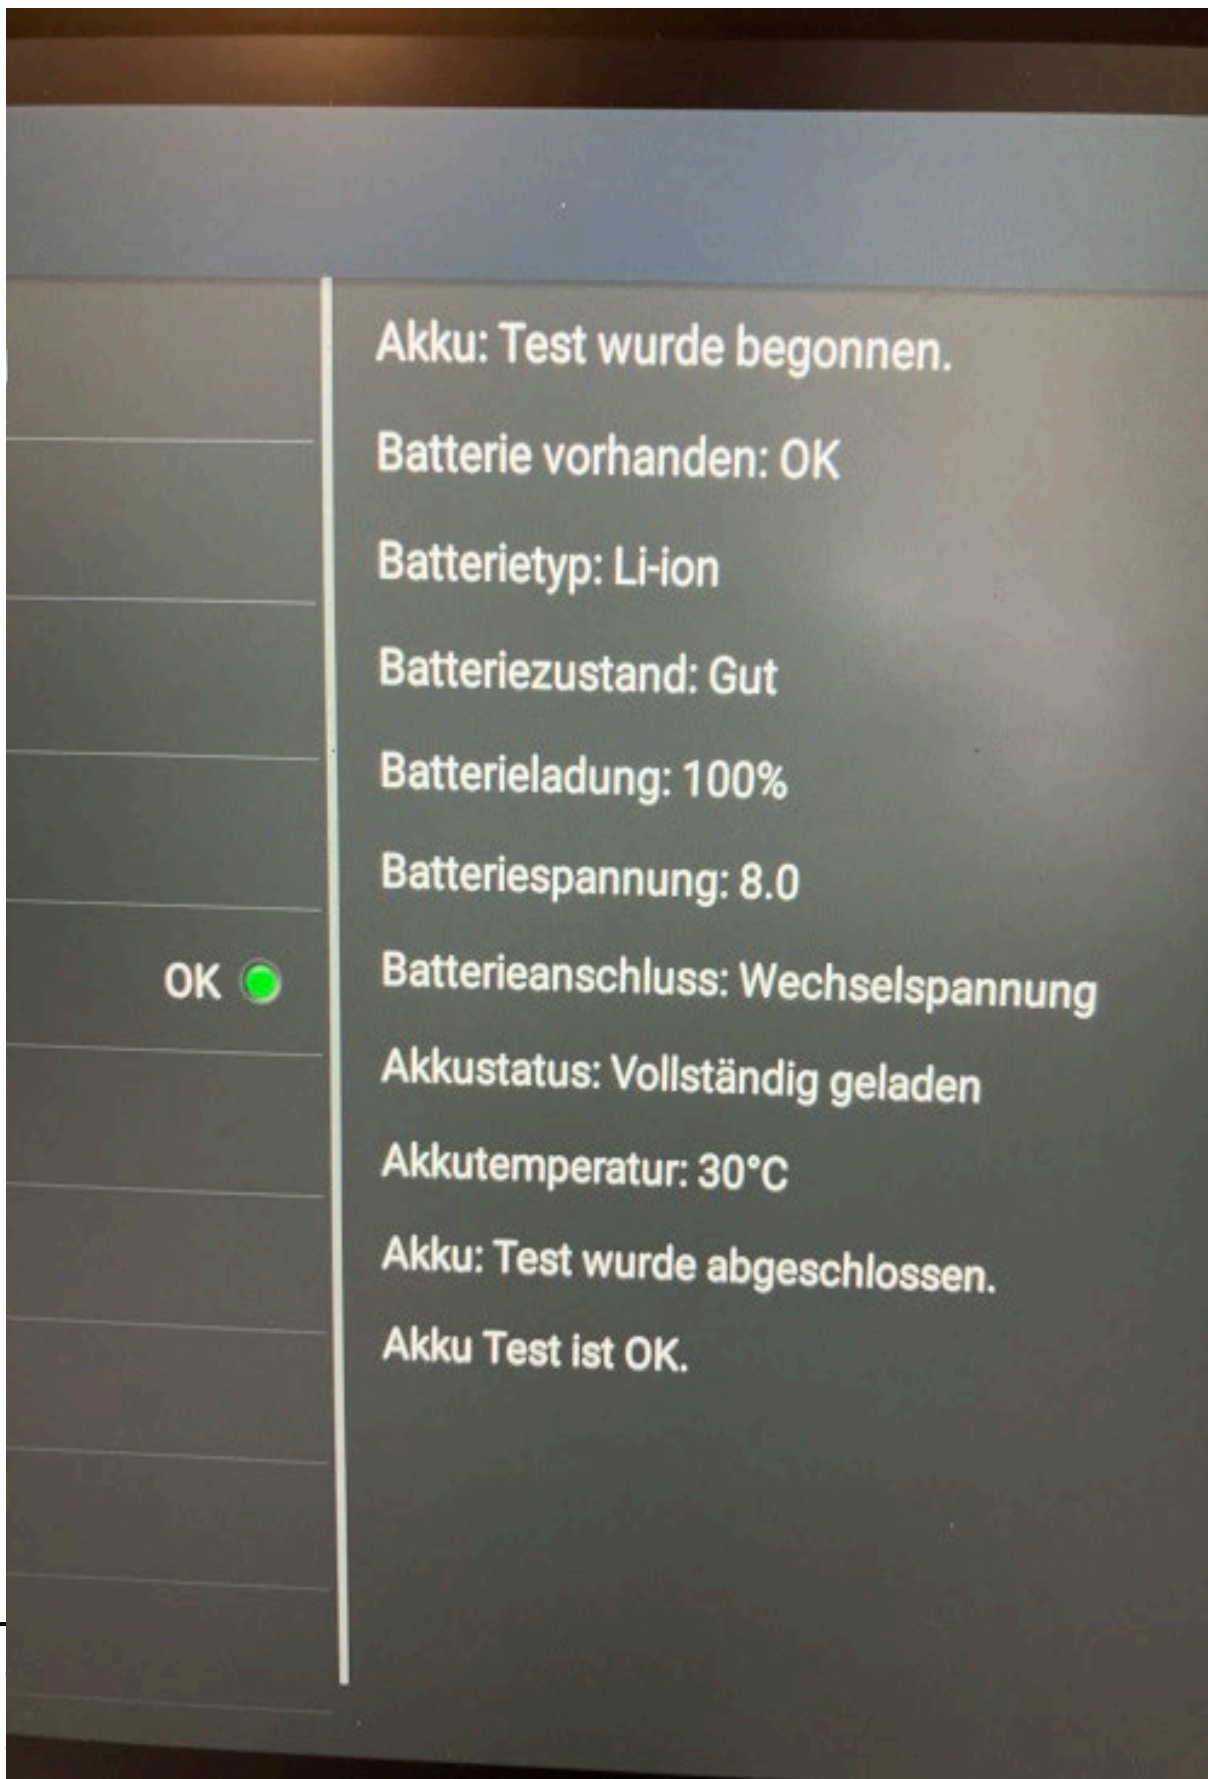 Akku: Test wurde begonnen.
Batterie vorhanden: OK
Batterietyp: Li-ion
Batteriezustand: Gut
Batterieladung: 100%
Batteriespannung: 8.0
OK
Batterieanschluss: Wechselspannung
Akkustatus: Vollständig geladen
Akkutemperatur: 30°C
Akku: Test wurde abgeschlossen.
Akku Test ist OK.